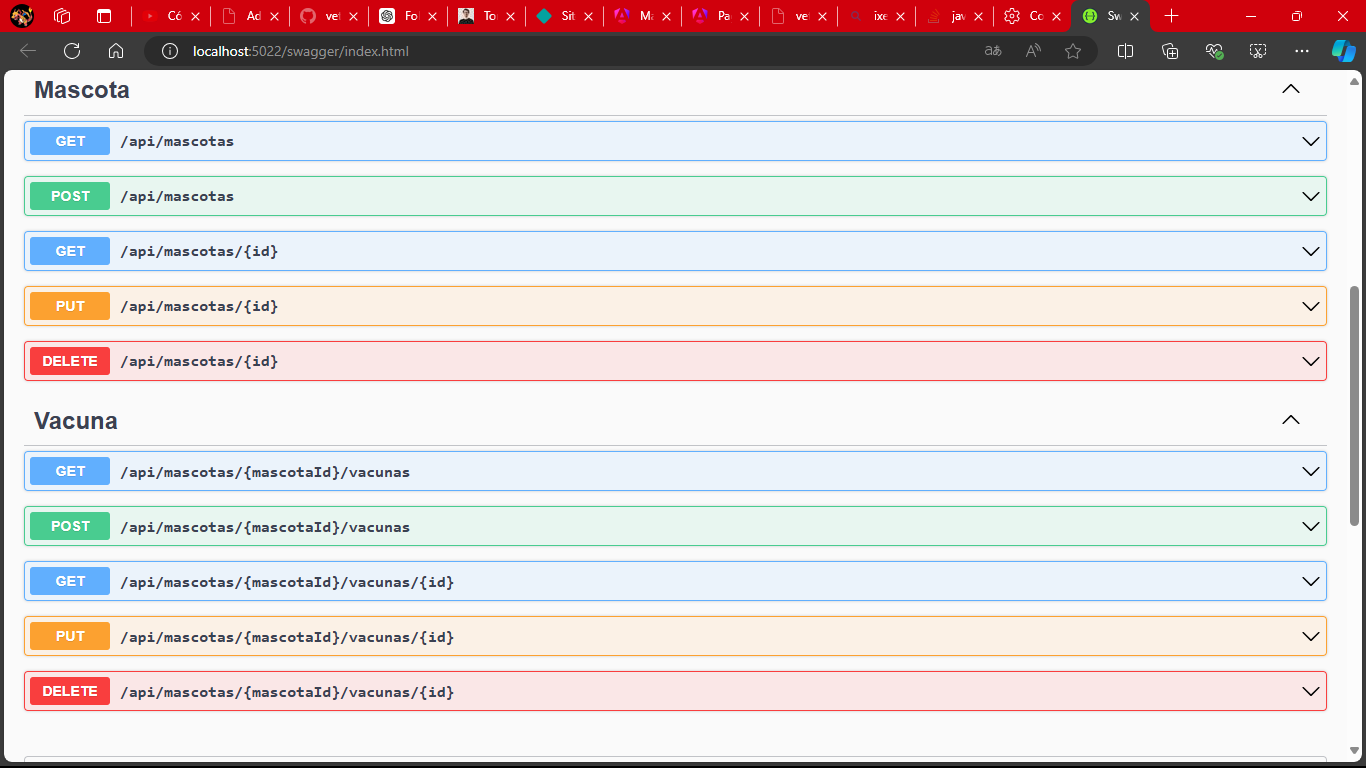 C6
Ad
vet
Fo
To
Sit
Ma
Pa
vet
ixe
jav
Co
Sw
localhost:5022/swagger/index.html
Mascota
GET /api/mascotas
POST /api/mascotas
GET /api/mascotas/{id}
PUT /api/mascotas/{id}
DELETE /api/mascotas/{id}
Vacuna
GET /api/mascotas/{mascotaId}/vacunas
POST /api/mascotas/{mascotaId}/vacunas
GET /api/mascotas/{mascotaId}/vacunas/{id}
PUT /api/mascotas/{mascotaId}/vacunas/{id}
DELETE /api/mascotas/{mascotaId}/vacunas/{id}